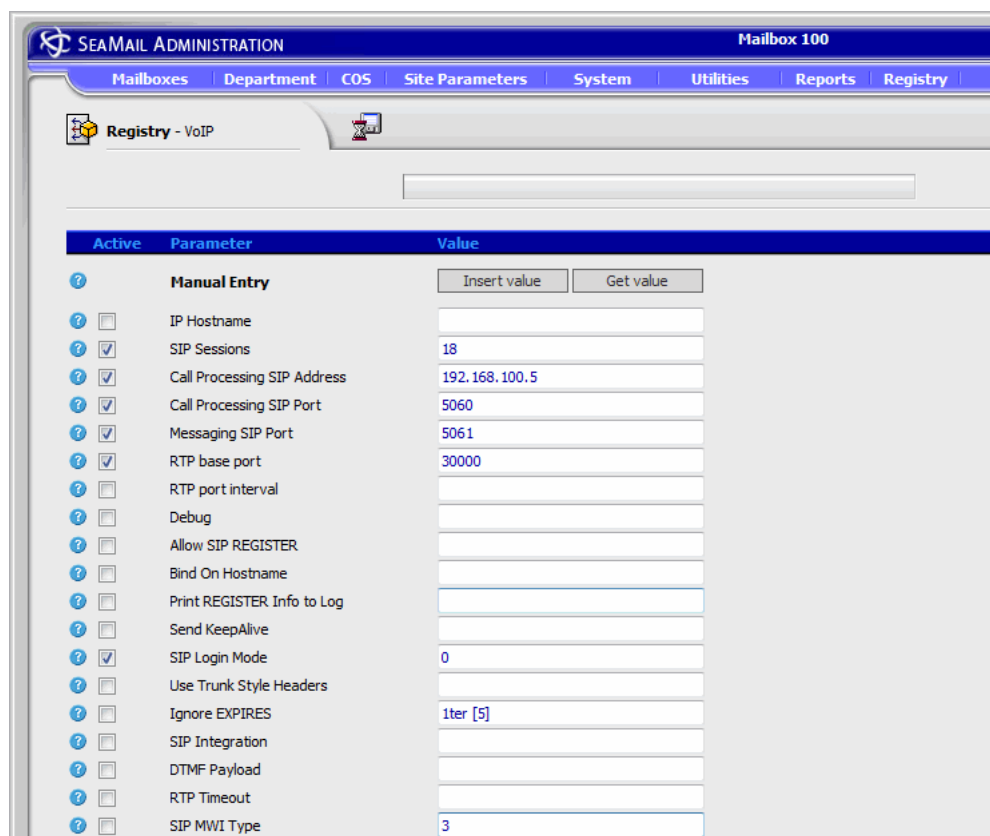 SEAMAIL ADMINISTRATION Mailbox 100
Mailboxes Department COS Site Parameters System Utilities Reports Registry
Registry - VoIP
Active Parameter Value
? Manual Entry Insert value Get value
? IP Hostname
? SIP Sessions 18
? Call Processing SIP Address 192.168.100.5
? Call Processing SIP Port 5060
? Messaging SIP Port 5061
? RTP base port 30000
? RTP port interval
? Debug
? Allow SIP REGISTER
? Bind On Hostname
? Print REGISTER Info to Log
? Send KeepAlive
? SIP Login Mode 0
? Use Trunk Style Headers
? Ignore EXPIRES 1ter [5]
? SIP Integration
? DTMF Payload
? RTP Timeout
? SIP MWI Type 3